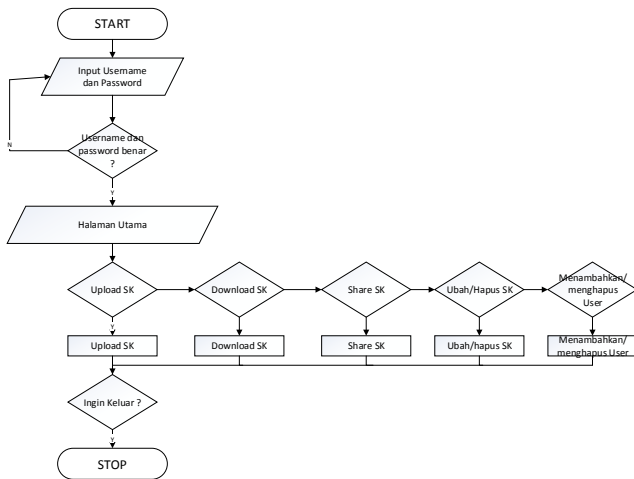 START
Input Username
dan Password
N
Username dan
password benar
?
Y
Halaman Utama
Upload SK
Download SK
Share SK
Ubah/Hapus SK
Menambahkan/
menghapus
User
Y
Upload SK
Download SK
Share SK
Ubah/hapus SK
Menambahkan/
menghapus User
Ingin Keluar ?
Y
STOP